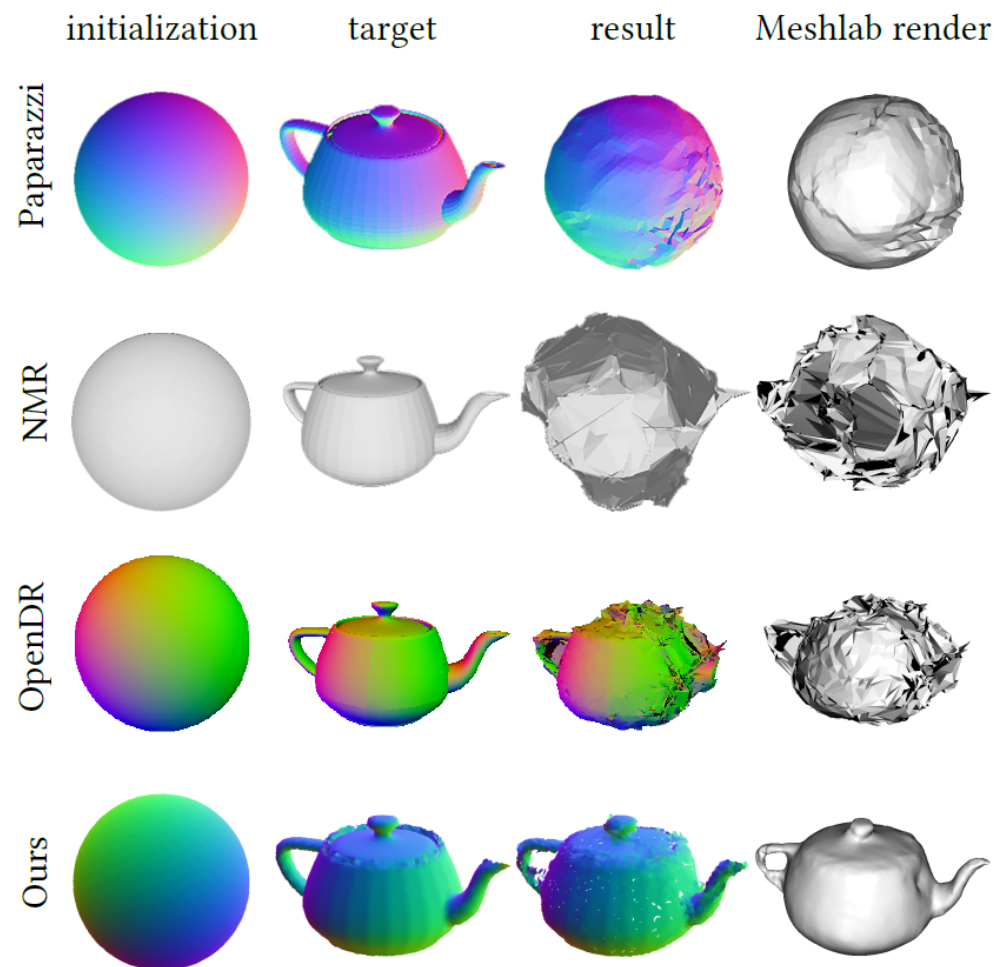 initialization target result Meshlab render
Paparazzi
NMR
OpenDR
Ours